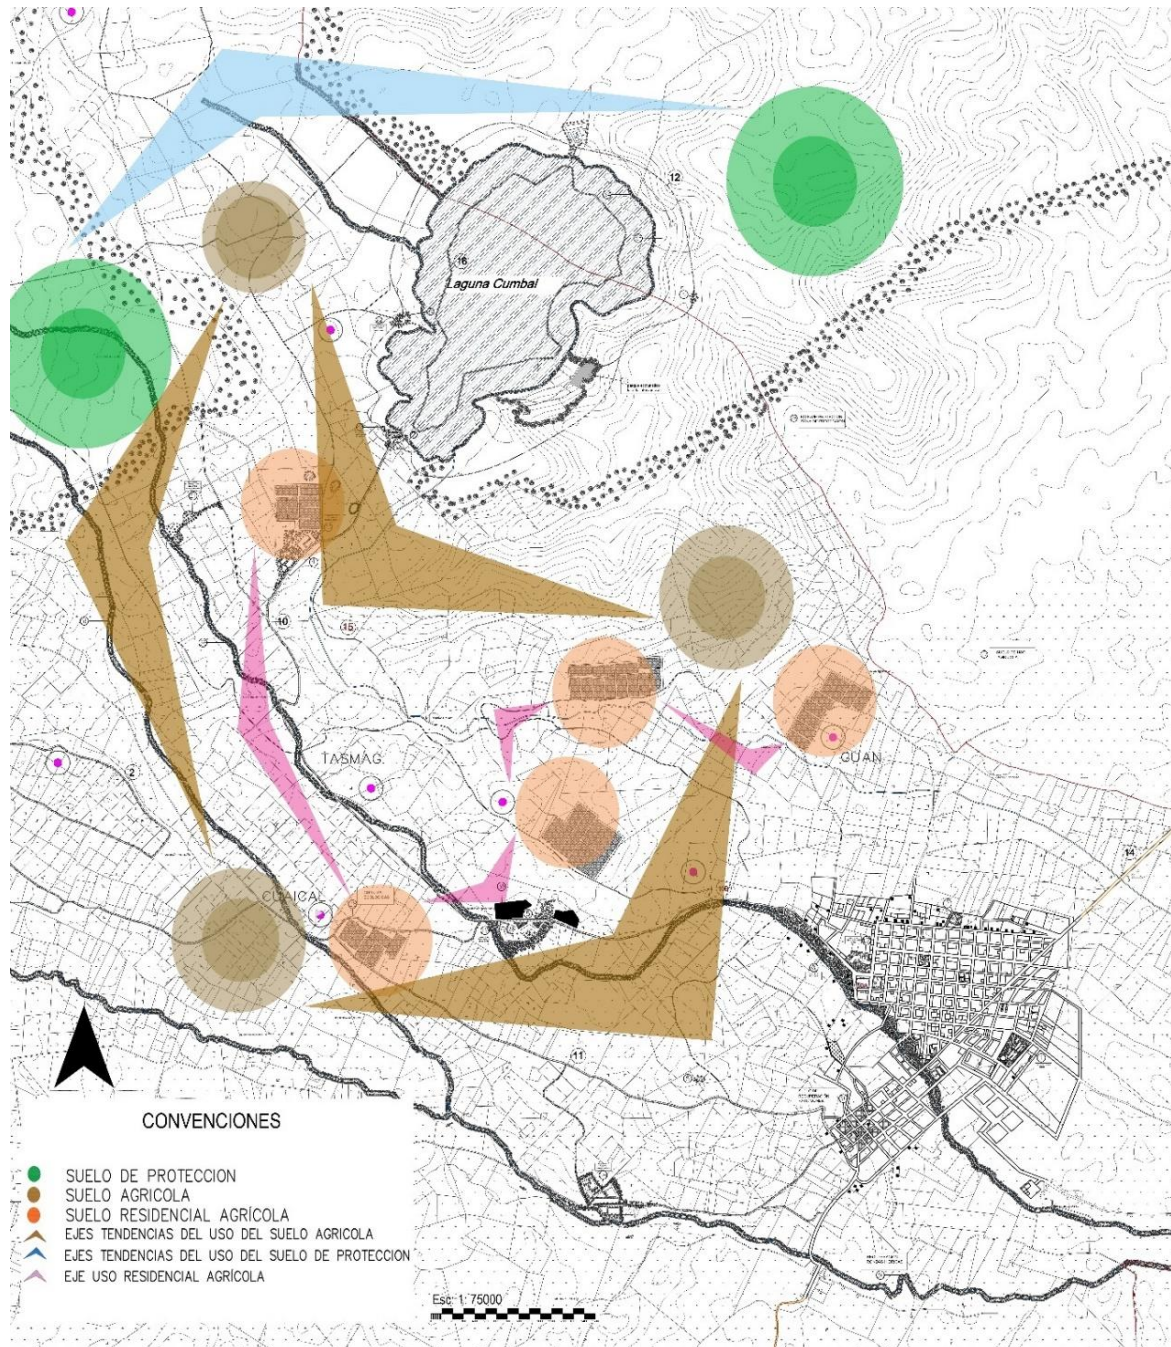 12
16
Laguna Cumbal
10
15
TASMAG
2
GUAN
14
CUAICAL
11
CONVENCIONES
SUELO DE PROTECCION
SUELO AGRICOLA
SUELO RESIDENCIAL AGRÍCOLA
EJES TENDENCIAS DEL USO DEL SUELO AGRICOLA
EJES TENDENCIAS DEL USO DEL SUELO DE PROTECCION
EJE USO RESIDENCIAL AGRÍCOLA
Esc: 1: 75000